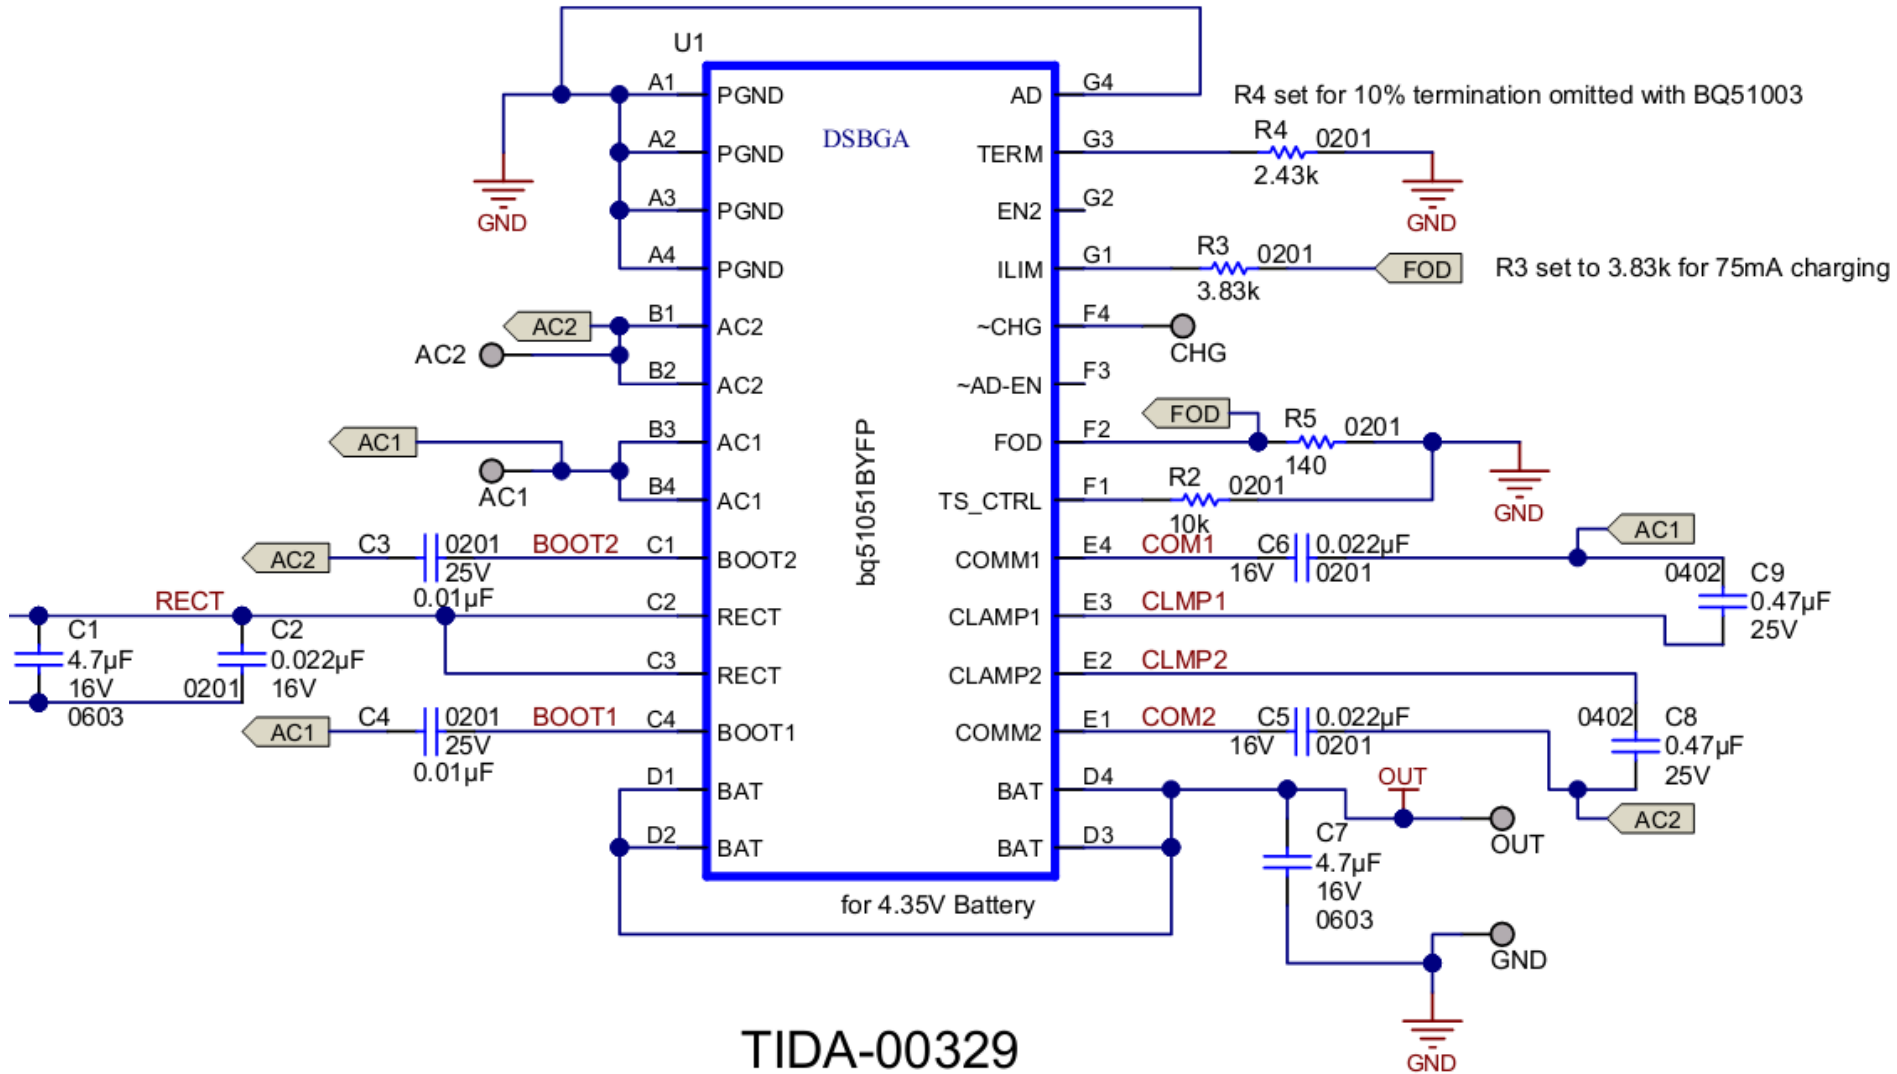 U1
A1
PGND
A2
PGND
A3
PGND
A4
PGND
GND
DSBGA
AD
G4
R4 set for 10% termination omitted with BQ51003
TERM
G3
R4
0201
2.43k
GND
EN2
G2
ILIM
G1
R3
0201
3.83k
FOD
R3 set to 3.83k for 75mA charging
AC2
AC2
B1
AC2
B2
AC2
~CHG
F4
CHG
~AD-EN
F3
AC1
AC1
B3
AC1
B4
AC1
FOD
FOD
F2
R5
0201
140
TS_CTRL
F1
R2
0201
10k
GND
bq51051BYFP
AC2
C3
0201
25V
0.01µF
BOOT2
C1
BOOT2
COMM1
E4
COM1
C6
0.022µF
16V
0201
AC1
RECT
C2
RECT
CLAMP1
E3
CLMP1
0402
C9
0.47µF
25V
C1
4.7µF
16V
0603
C2
0.022µF
0201
16V
C3
RECT
CLAMP2
E2
CLMP2
AC1
C4
0201
25V
0.01µF
BOOT1
C4
BOOT1
COMM2
E1
COM2
C5
0.022µF
16V
0201
0402
C8
0.47µF
25V
AC2
D1
BAT
D2
BAT
BAT
D4
BAT
D3
OUT
OUT
C7
4.7µF
16V
0603
GND
GND
for 4.35V Battery
TIDA-00329